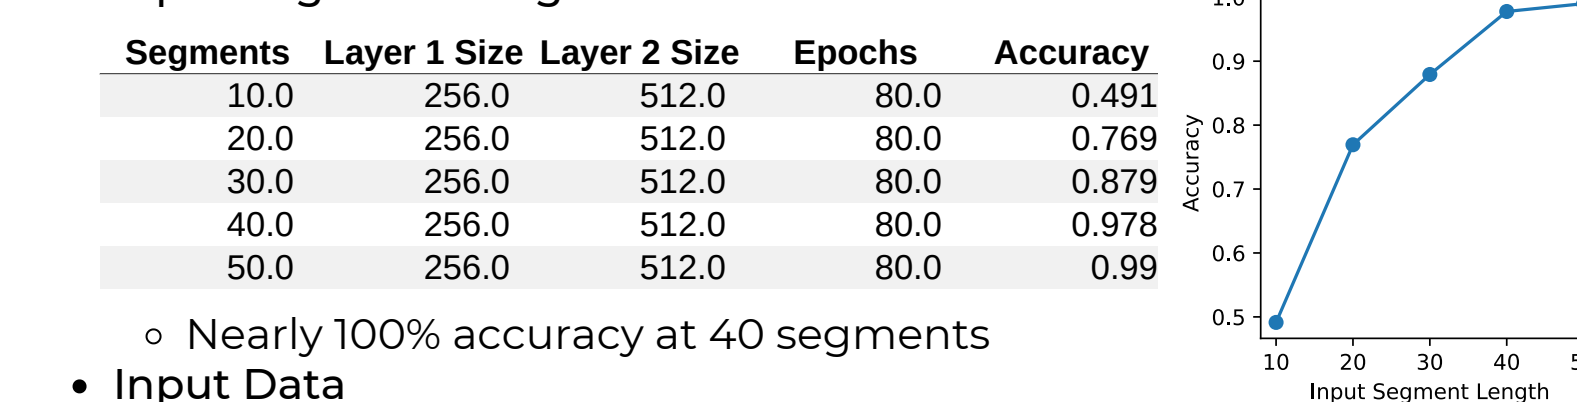 Segments Layer 1 Size Layer 2 Size Epochs Accuracy
10.0 256.0 512.0 80.0 0.491
20.0 256.0 512.0 80.0 0.769
30.0 256.0 512.0 80.0 0.879
40.0 256.0 512.0 80.0 0.978
50.0 256.0 512.0 80.0 0.99
○ Nearly 100% accuracy at 40 segments
● Input Data
1.0
0.9
0.8
0.7
0.6
0.5
Accuracy
10 20 30 40
Input Segment Length